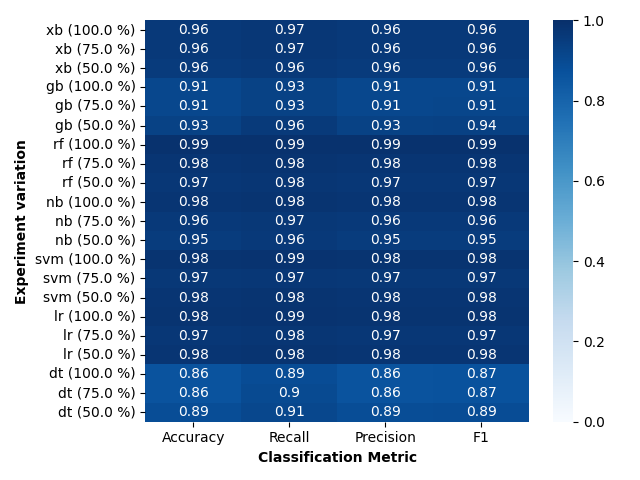 xb (100.0 %) 0.96 0.97 0.96 0.96
xb (75.0 %) 0.96 0.97 0.96 0.96
xb (50.0 %) 0.96 0.96 0.96 0.96
gb (100.0 %) 0.91 0.93 0.91 0.91
gb (75.0 %) 0.91 0.93 0.91 0.91
gb (50.0 %) 0.93 0.96 0.93 0.94
rf (100.0 %) 0.99 0.99 0.99 0.99
rf (75.0 %) 0.98 0.98 0.98 0.98
rf (50.0 %) 0.97 0.98 0.97 0.97
nb (100.0 %) 0.98 0.98 0.98 0.98
nb (75.0 %) 0.96 0.97 0.96 0.96
nb (50.0 %) 0.95 0.96 0.95 0.95
svm (100.0 %) 0.98 0.99 0.98 0.98
svm (75.0 %) 0.97 0.97 0.97 0.97
svm (50.0 %) 0.98 0.98 0.98 0.98
lr (100.0 %) 0.98 0.99 0.98 0.98
lr (75.0 %) 0.97 0.98 0.97 0.97
lr (50.0 %) 0.98 0.98 0.98 0.98
dt (100.0 %) 0.86 0.89 0.86 0.87
dt (75.0 %) 0.86 0.9 0.86 0.87
dt (50.0 %) 0.89 0.91 0.89 0.89
Accuracy Recall Precision F1
Classification Metric
Experiment variation
1.0
0.8
0.6
0.4
0.2
0.0